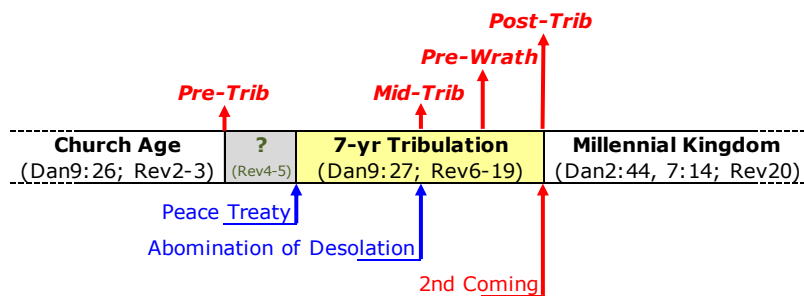 Post-Trib
Pre-Wrath
Pre-Trib
Mid-Trib
Church Age
(Dan9:26; Rev2-3)
?
(Rev4-5)
7-yr Tribulation
(Dan9:27; Rev6-19)
Millennial Kingdom
(Dan2:44, 7:14; Rev20)
Peace Treaty
Abomination of Desolation
2nd Coming